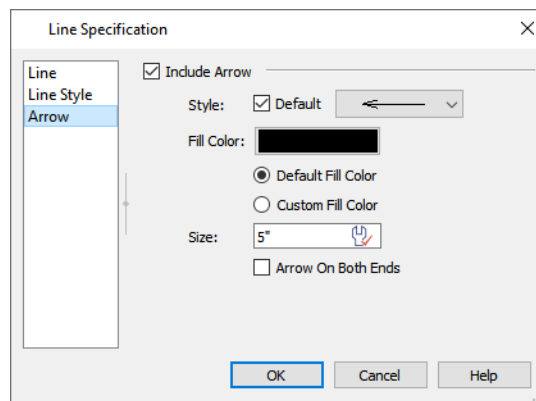 Line Specification
Line
Line Style
Arrow
Include Arrow
Style: Default
Fill Color:
Default Fill Color
Custom Fill Color
Size: 5"
Arrow On Both Ends
OK Cancel Help